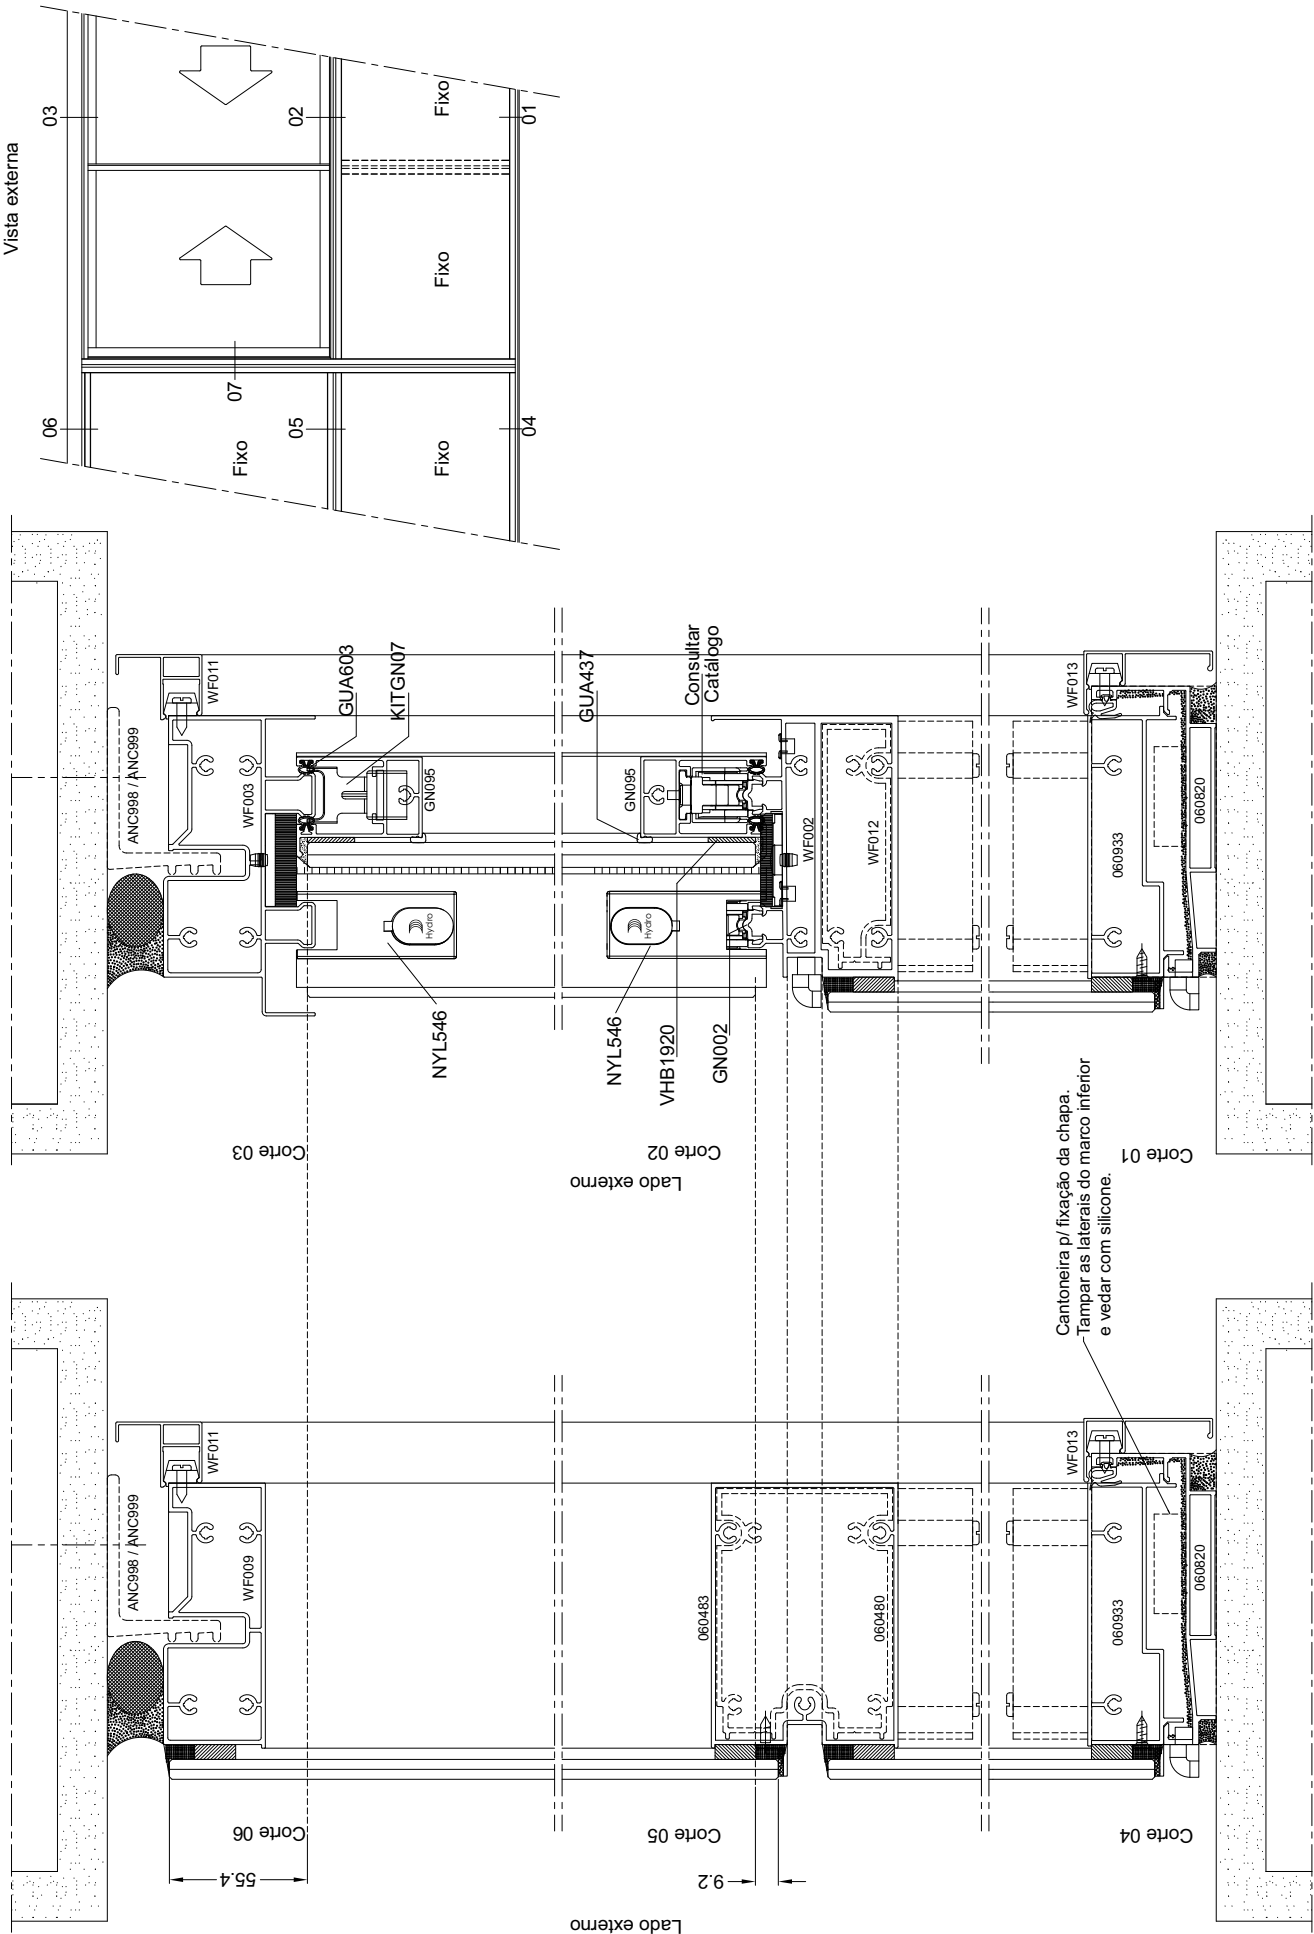 Vista externa
03
02
01
Fixo
Fixo
07
06
05
04
Fixo
Fixo
ANC998 / ANC999
WF011
WF003
GUA603
KITGN07
GN095
GUA437
Consultar
Catálogo
GN095
WF002
WF012
WF013
060933
060820
Hydro
Hydro
NYL546
NYL546
VHB1920
GN002
Corte 03
Corte 02
Corte 01
Lado externo
Cantoneira p/ fixação da chapa.
Tampar as laterais do marco inferior
e vedar com silicone.
ANC998 / ANC999
WF011
WF009
060483
060480
WF013
060933
060820
Corte 06
Corte 05
Corte 04
55.4
9.2
Lado externo